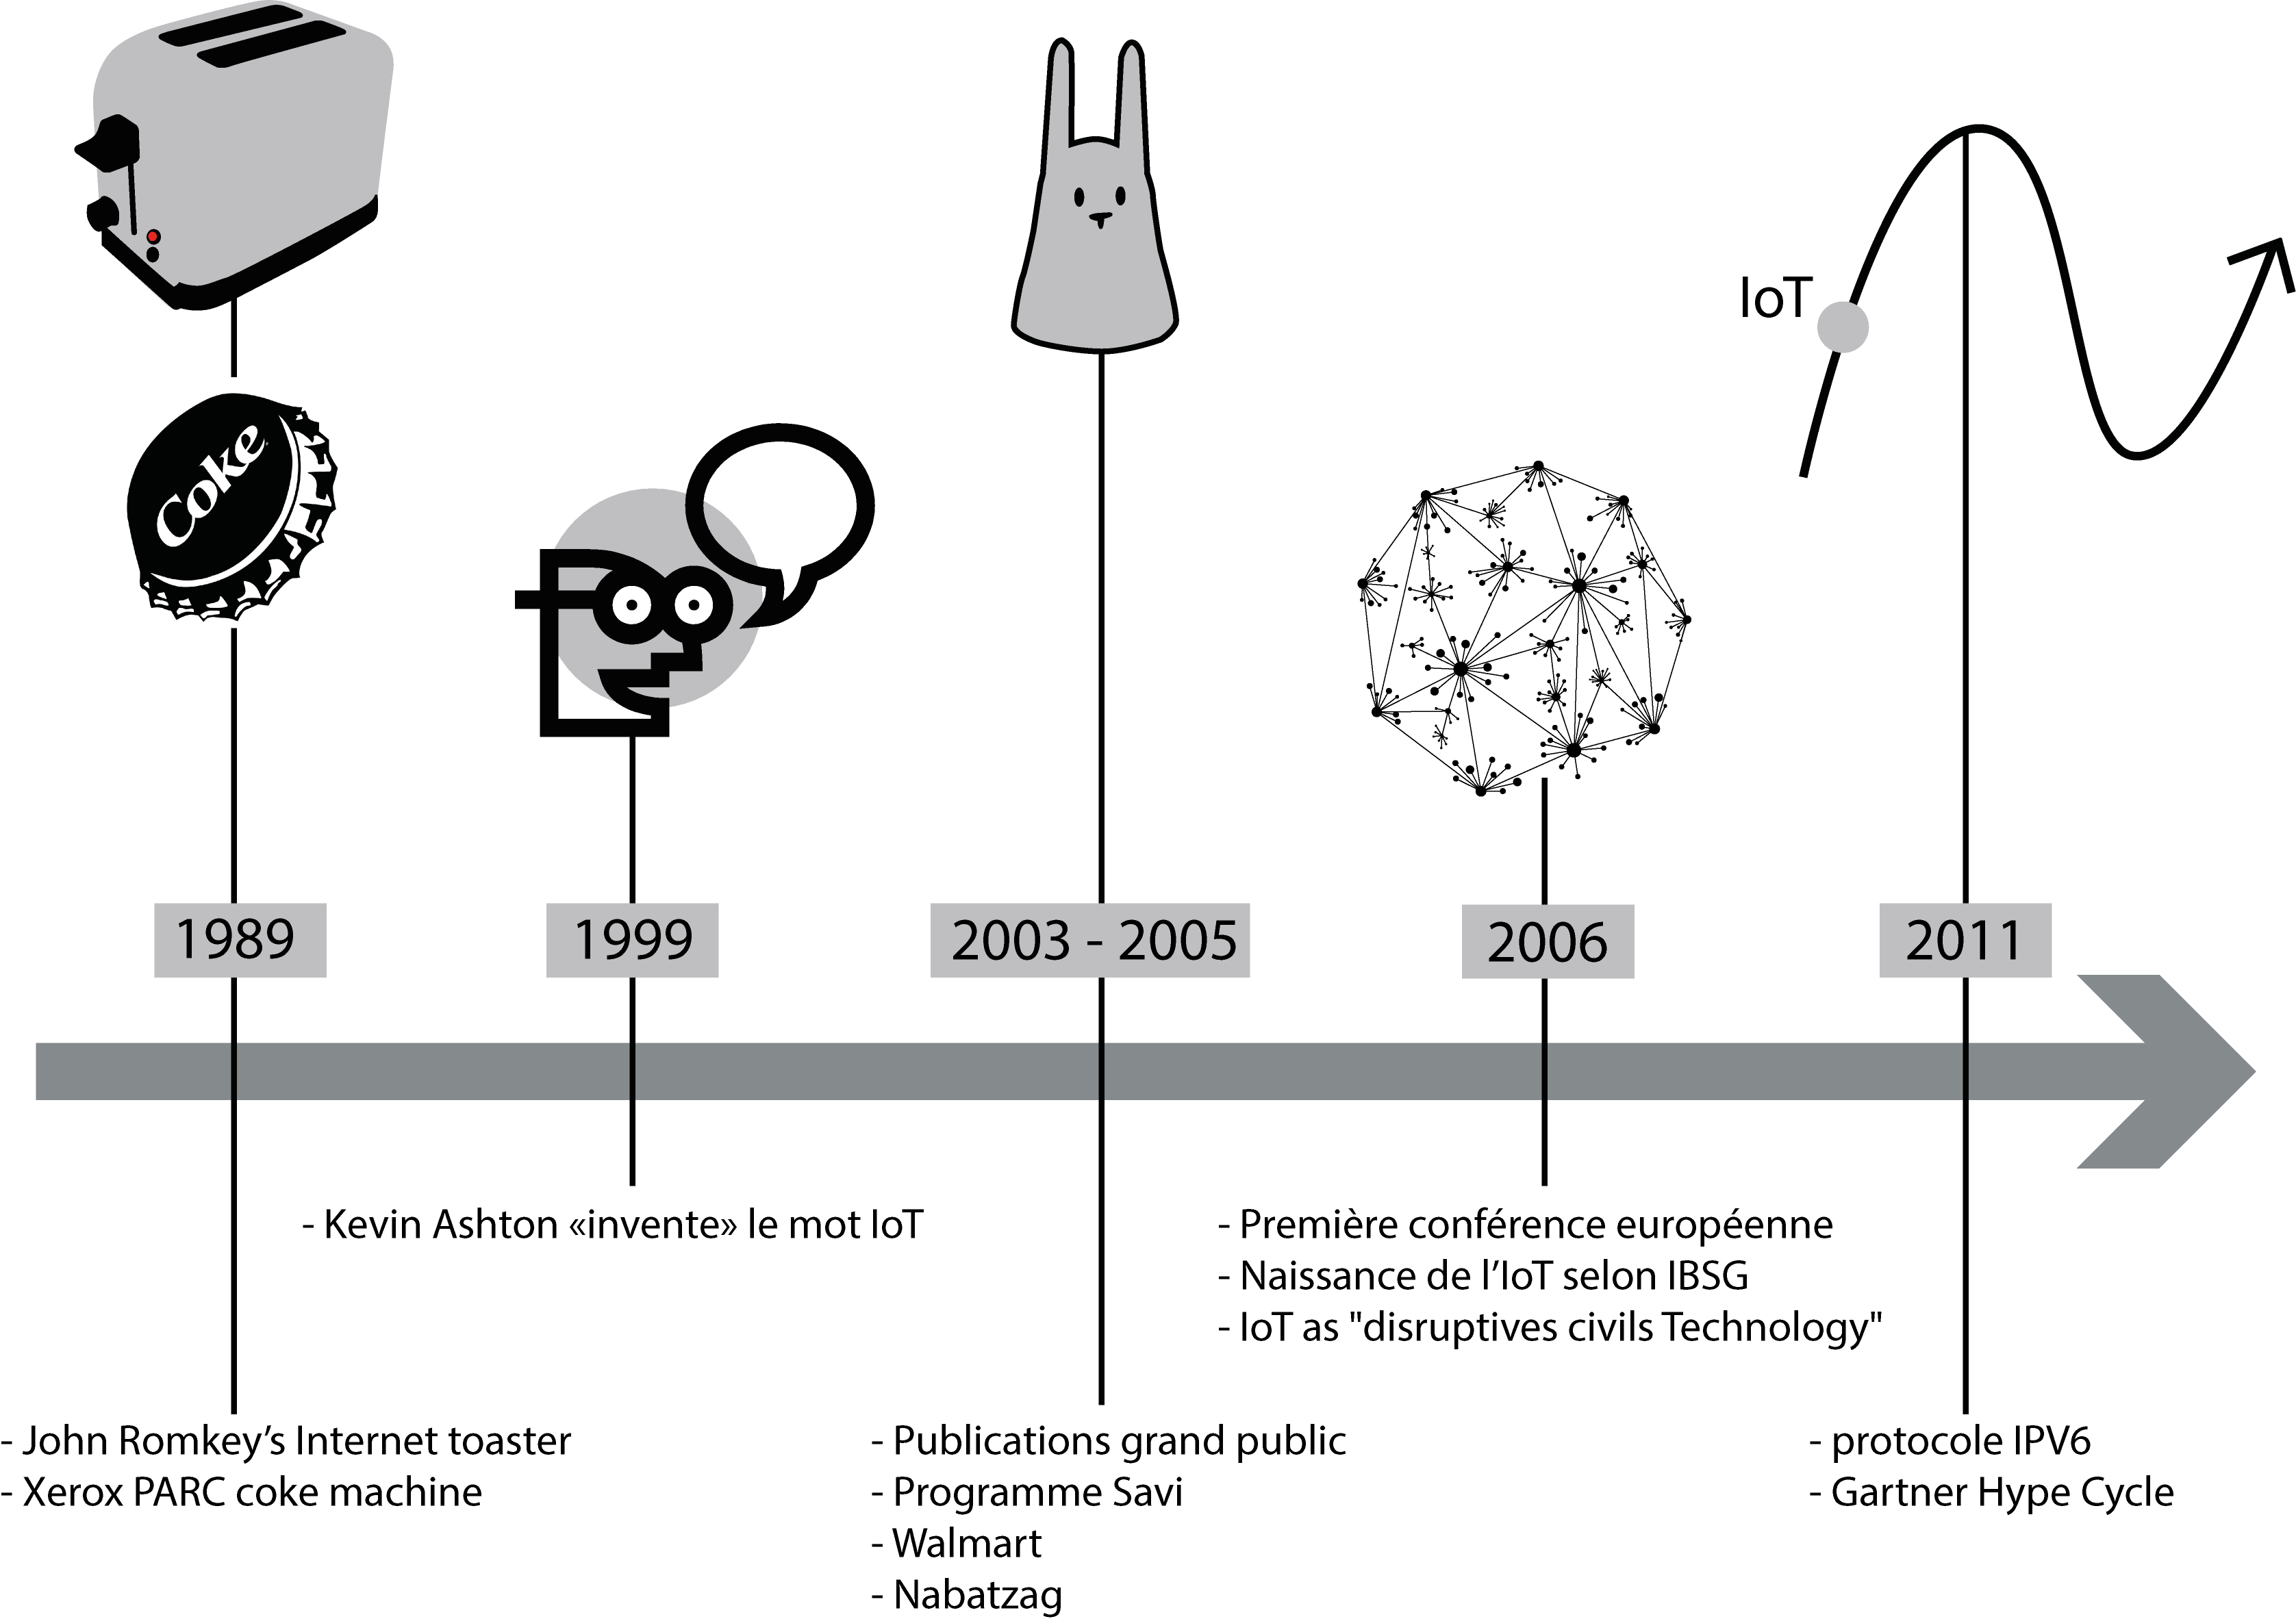 Coke
IoT
1989
1999
2003 - 2005
2006
2011
- Kevin Ashton «invente» le mot IoT
- Première conférence européenne
- Naissance de l’IoT selon IBSG
- IoT as "disruptives civils Technology"
- John Romkey’s Internet toaster
- Xerox PARC coke machine
- Publications grand public
- Programme Savi
- Walmart
- Nabatzag
- protocole IPV6
- Gartner Hype Cycle